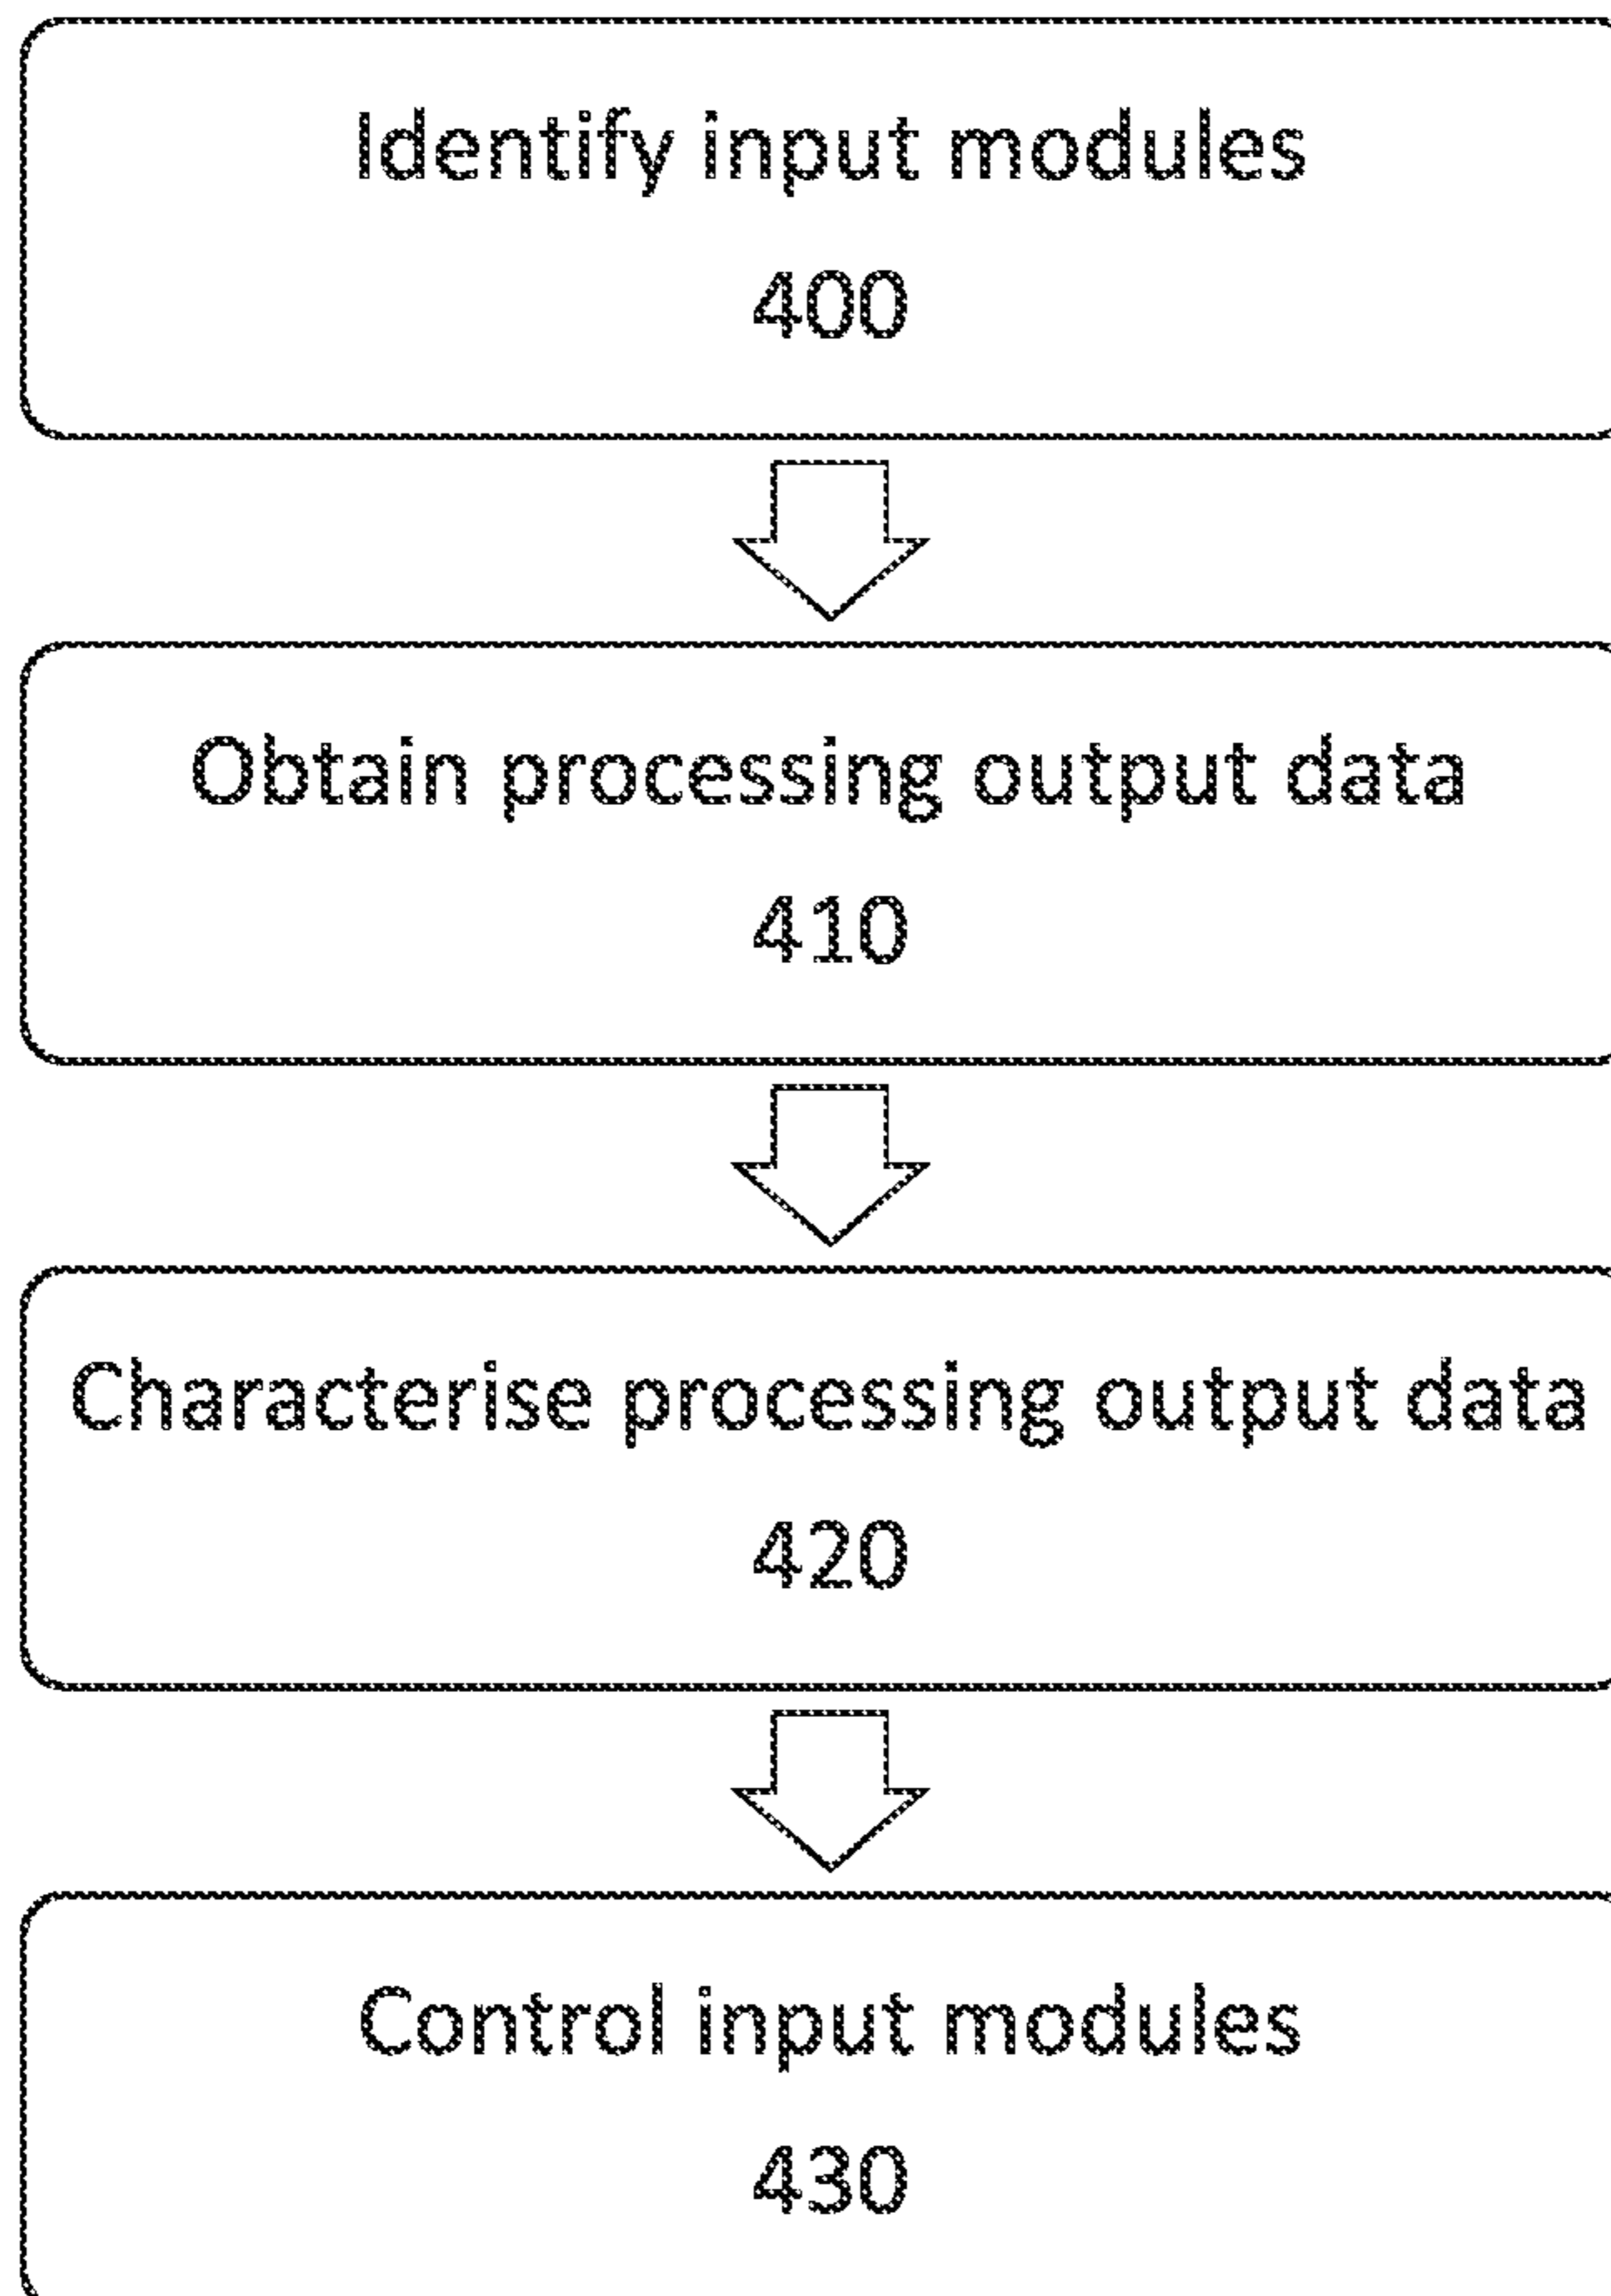 Identify input modules
400
Obtain processing output data
410
Characterise processing output data
420
Control input modules
430